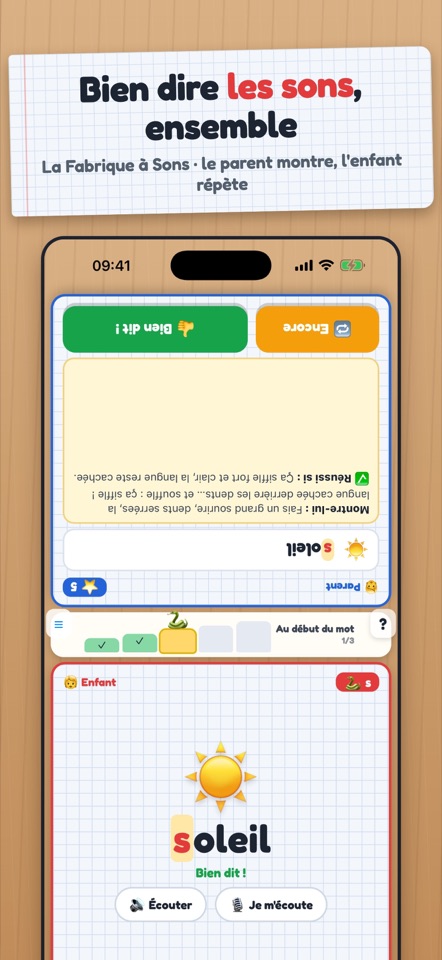 Bien dire les sons,
ensemble
La Fabrique à Sons · le parent montre, l'enfant
répète
09:41
Parent
5
soleil
Montre-lui : Fais un grand sourire, dents serrées, la
langue cachée derrière les dents... et souffle : ça siffle !
Réussi si : Ça siffle fort et clair, la langue reste cachée.
Encore
Bien dit !
Au début du mot
1/3
?
Enfant
s
soleil
Bien dit !
Écouter
Je m'écoute